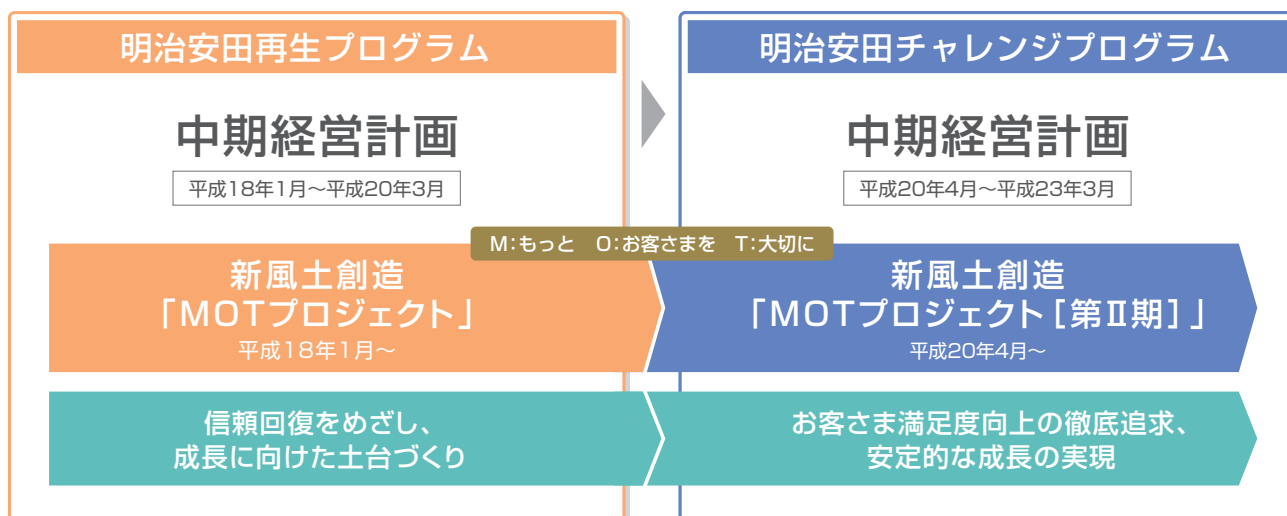 明治安田再生プログラム
中期経営計画
平成18年1月～平成20年3月
明治安田チャレンジプログラム
中期経営計画
平成20年4月～平成23年3月
M：もっと　O：お客さまを　T：大切に
新風土創造
「MOTプロジェクト」
平成18年1月～
新風土創造
「MOTプロジェクト［第Ⅱ期］」
平成20年4月～
信頼回復をめざし、
成長に向けた土台づくり
お客さま満足度向上の徹底追求、
安定的な成長の実現